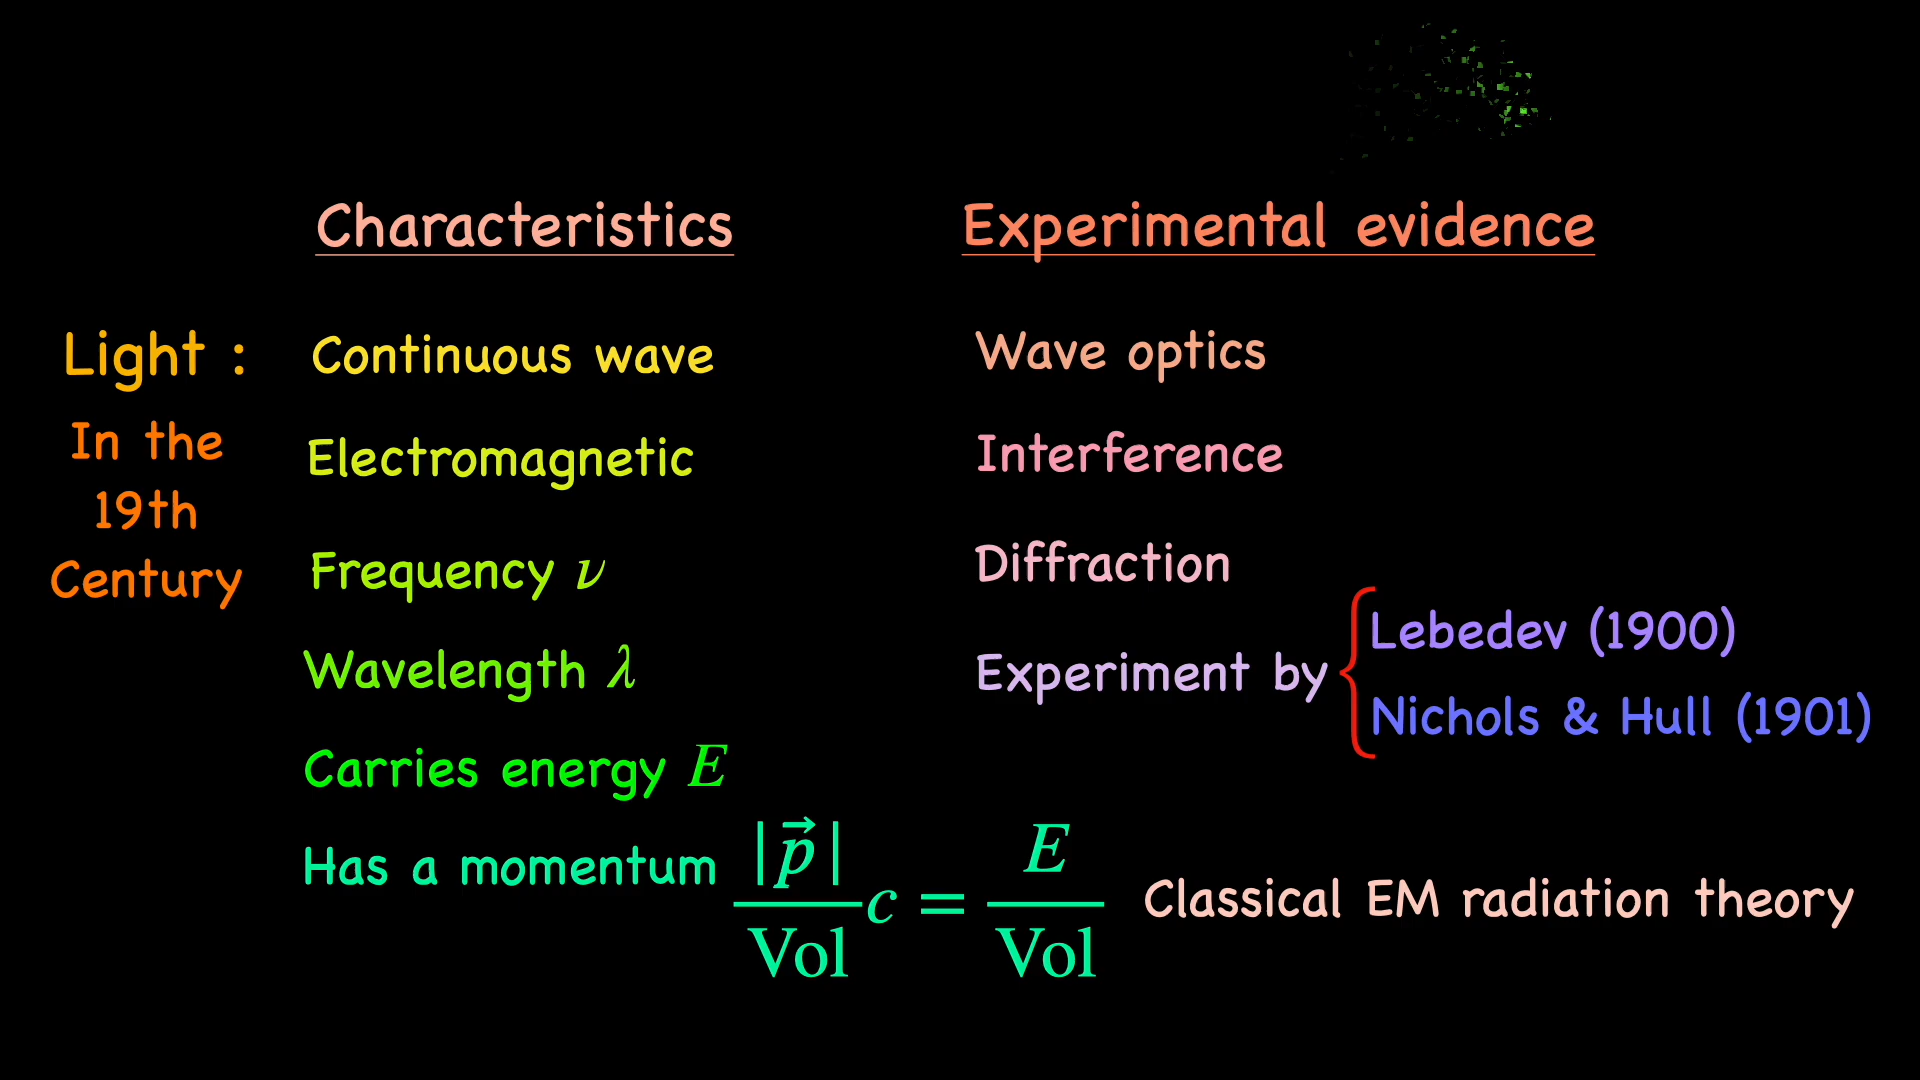 Characteristics
Experimental evidence
Light :
In the
19th
Century
Continuous wave
Electromagnetic
Frequency ν
Wavelength λ
Carries energy E
Has a momentum
|p⃗|/Vol c = E/Vol
Wave optics
Interference
Diffraction
Experiment by
Lebedev (1900)
Nichols & Hull (1901)
Classical EM radiation theory